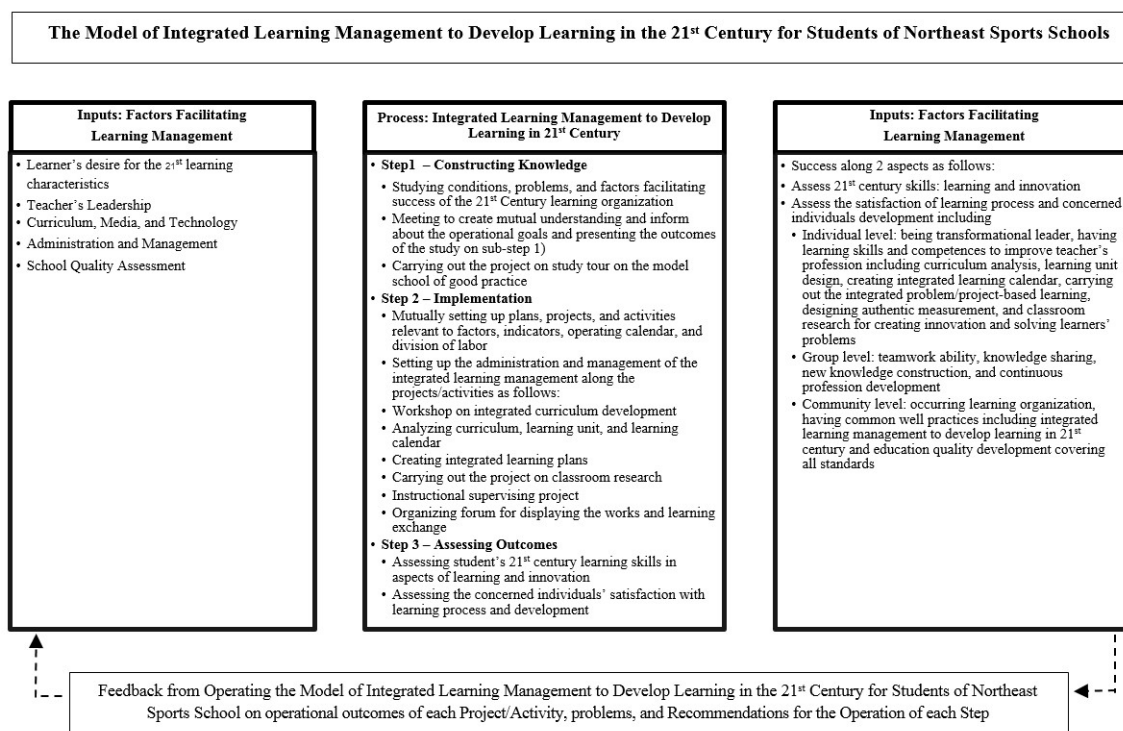 The Model of Integrated Learning Management to Develop Learning in the 21st Century for Students of Northeast Sports Schools
Inputs: Factors Facilitating
Learning Management
• Learner's desire for the 21st learning
characteristics
• Teacher's Leadership
• Curriculum, Media, and Technology
• Administration and Management
• School Quality Assessment
Process: Integrated Learning Management to Develop
Learning in 21st Century
• Step1 – Constructing Knowledge
• Studying conditions, problems, and factors facilitating
success of the 21st Century learning organization
• Meeting to create mutual understanding and inform
about the operational goals and presenting the outcomes
of the study on sub-step 1)
• Carrying out the project on study tour on the model
school of good practice
• Step 2 – Implementation
• Mutually setting up plans, projects, and activities
relevant to factors, indicators, operating calendar, and
division of labor
• Setting up the administration and management of the
integrated learning management along the
projects/activities as follows:
• Workshop on integrated curriculum development
• Analyzing curriculum, learning unit, and learning
calendar
• Creating integrated learning plans
• Carrying out the project on classroom research
• Instructional supervising project
• Organizing forum for displaying the works and learning
exchange
• Step 3 – Assessing Outcomes
• Assessing student's 21st century learning skills in
aspects of learning and innovation
• Assessing the concerned individuals' satisfaction with
learning process and development
Inputs: Factors Facilitating
Learning Management
• Success along 2 aspects as follows:
• Assess 21st century skills: learning and innovation
• Assess the satisfaction of learning process and concerned
individuals development including
• Individual level: being transformational leader, having
learning skills and competences to improve teacher's
profession including curriculum analysis, learning unit
design, creating integrated learning calendar, carrying
out the integrated problem/project-based learning,
designing authentic measurement, and classroom
research for creating innovation and solving learners'
problems
• Group level: teamwork ability, knowledge sharing,
new knowledge construction, and continuous
profession development
• Community level: occurring learning organization,
having common well practices including integrated
learning management to develop learning in 21st
century and education quality development covering
all standards
Feedback from Operating the Model of Integrated Learning Management to Develop Learning in the 21st Century for Students of Northeast
Sports School on operational outcomes of each Project/Activity, problems, and Recommendations for the Operation of each Step